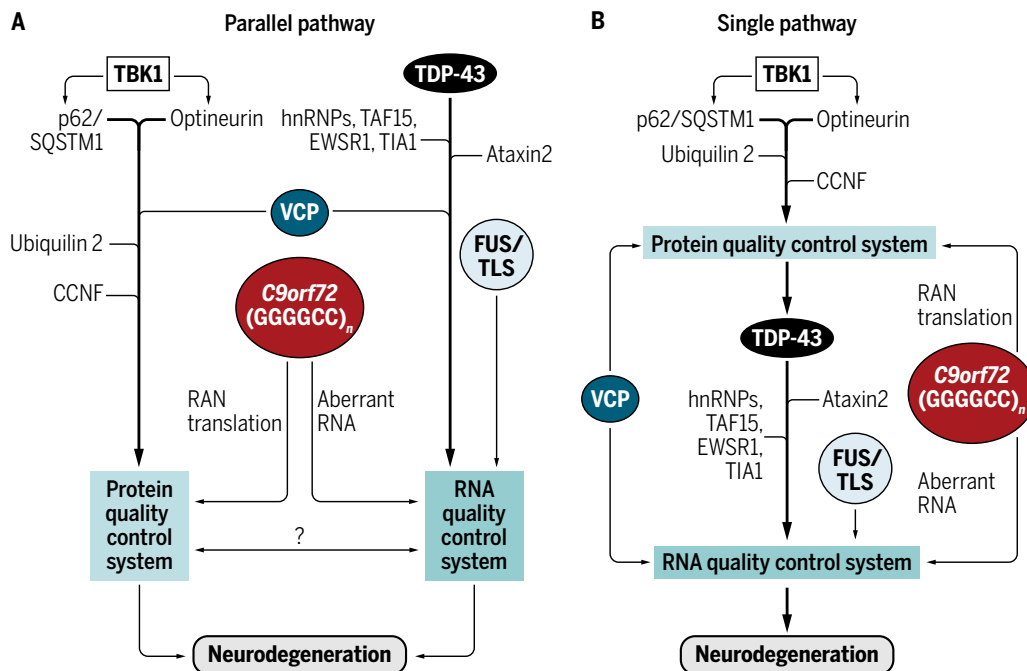 A
Parallel pathway
TBK1
p62/
SQSTM1
Optineurin
TDP-43
hnRNPs, TAF15,
EWSR1, TIA1
Ataxin2
VCP
Ubiquilin 2
CCNF
FUS/
TLS
C9orf72
(GGGGCC)n
RAN
translation
Aberrant
RNA
Protein
quality
control
system
?
RNA
quality
control
system
Neurodegeneration
B
Single pathway
TBK1
p62/SQSTM1
Optineurin
Ubiquilin 2
CCNF
Protein quality control system
RAN
translation
TDP-43
VCP
hnRNPs,
TAF15,
EWSR1,
TIA1
Ataxin2
C9orf72
(GGGGCC)n
FUS/
TLS
Aberrant
RNA
RNA quality control system
Neurodegeneration